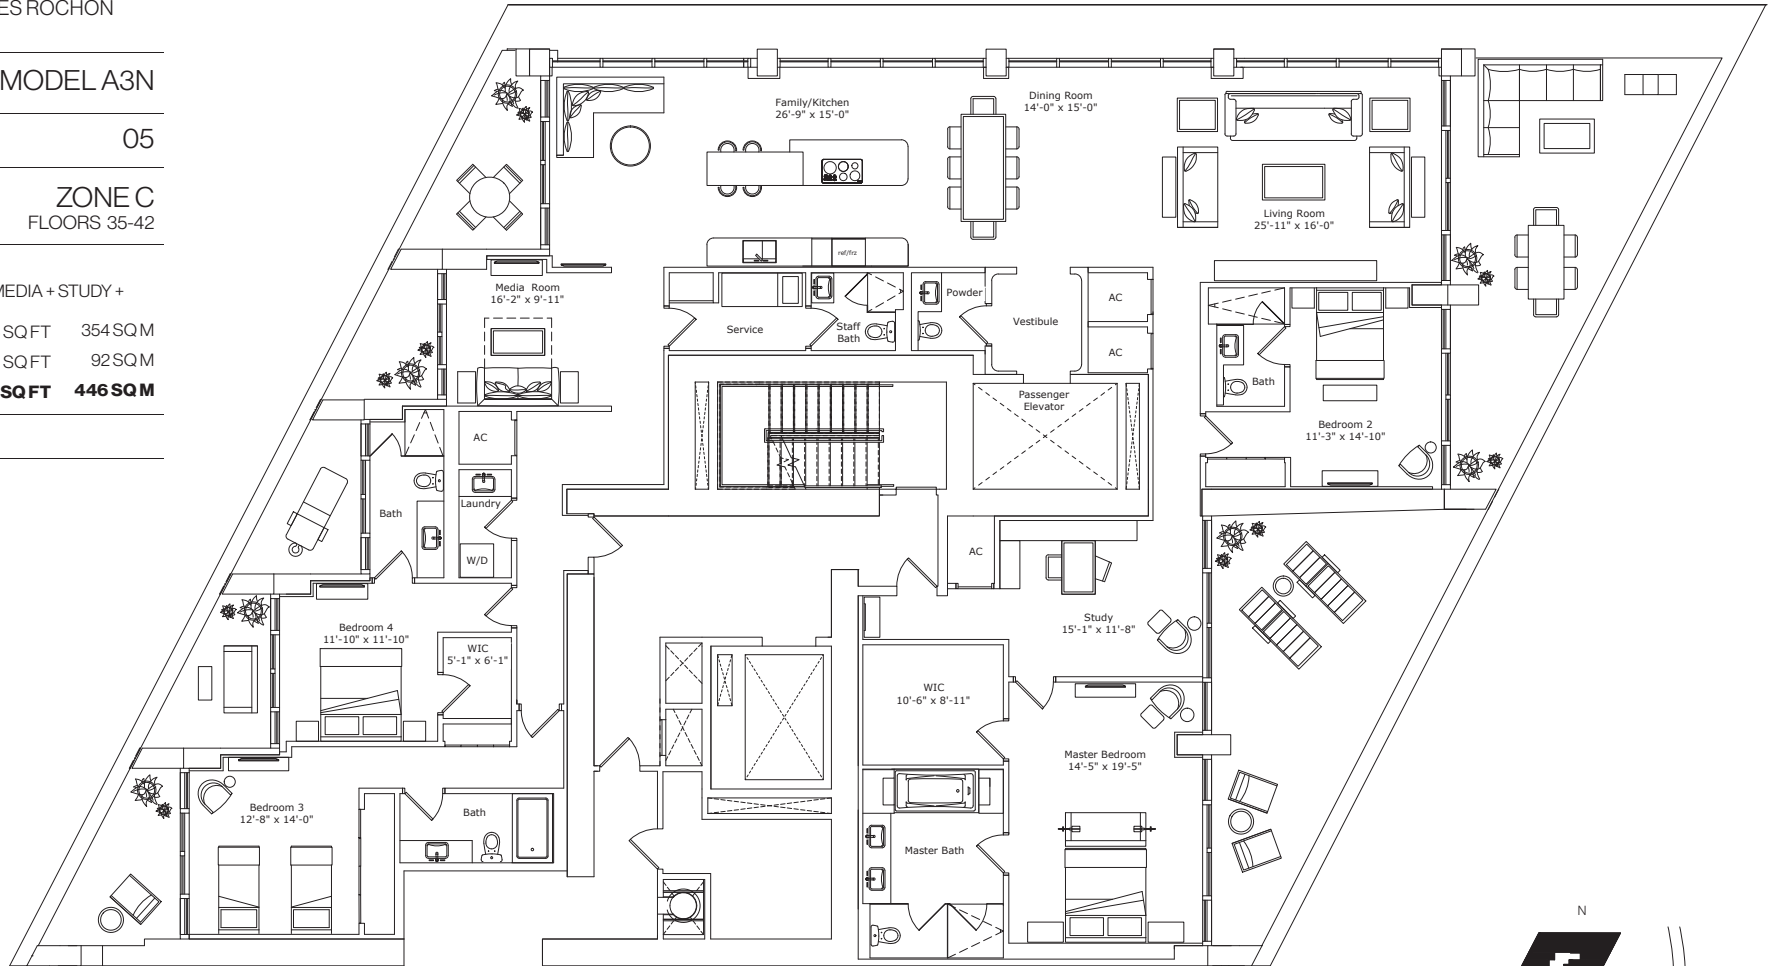 ES ROCHON
MODEL A3N
05
ZONE C
FLOORS 35-42
MEDIA + STUDY +
SQ FT 354 SQ M
SQ FT 92 SQ M
SQ FT 446 SQ M
Family/Kitchen
26'-9" x 15'-0"
Dining Room
14'-0" x 15'-0"
Living Room
25'-11" x 16'-0"
ref/frz
Media Room
16'-2" x 9'-11"
Service
Staff
Bath
Powder
Vestibule
AC
AC
Passenger
Elevator
Bath
Bedroom 2
11'-3" x 14'-10"
AC
Laundry
Bath
W/D
AC
Bedroom 4
11'-10" x 11'-10"
WIC
5'-1" x 6'-1"
Study
15'-1" x 11'-8"
WIC
10'-6" x 8'-11"
Master Bedroom
14'-5" x 19'-5"
Bedroom 3
12'-8" x 14'-0"
Bath
Master Bath
N